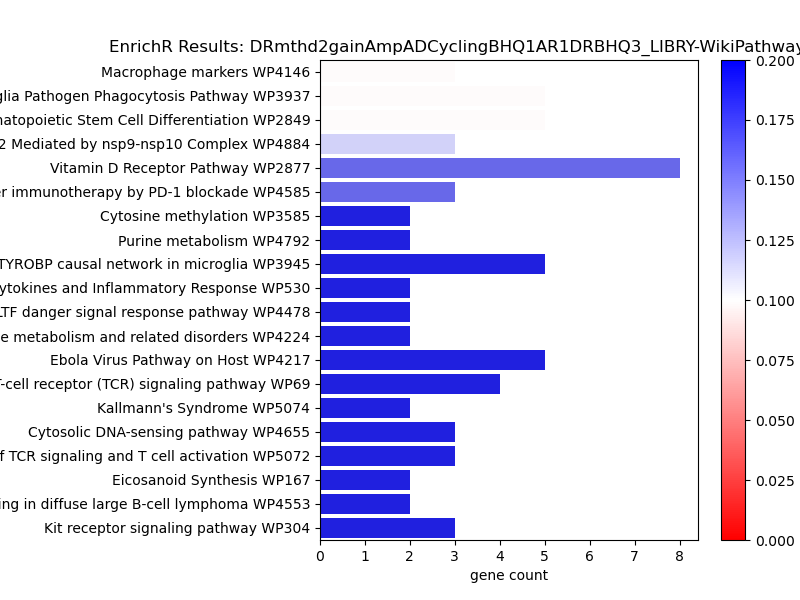 EnrichR Results: DRmthd2gainAmpADCyclingBHQ1AR1DRBHQ3_LIBRY-WikiPathway
Macrophage markers WP4146
glia Pathogen Phagocytosis Pathway WP3937
matopoietic Stem Cell Differentiation WP2849
2 Mediated by nsp9-nsp10 Complex WP4884
Vitamin D Receptor Pathway WP2877
er immunotherapy by PD-1 blockade WP4585
Cytosine methylation WP3585
Purine metabolism WP4792
TYROBP causal network in microglia WP3945
ytokines and Inflammatory Response WP530
LTF danger signal response pathway WP4478
e metabolism and related disorders WP4224
Ebola Virus Pathway on Host WP4217
T-cell receptor (TCR) signaling pathway WP69
Kallmann's Syndrome WP5074
Cytosolic DNA-sensing pathway WP4655
f TCR signaling and T cell activation WP5072
Eicosanoid Synthesis WP167
ing in diffuse large B-cell lymphoma WP4553
Kit receptor signaling pathway WP304
0 1 2 3 4 5 6 7 8
gene count
0.200
0.175
0.150
0.125
0.100
0.075
0.050
0.025
0.000